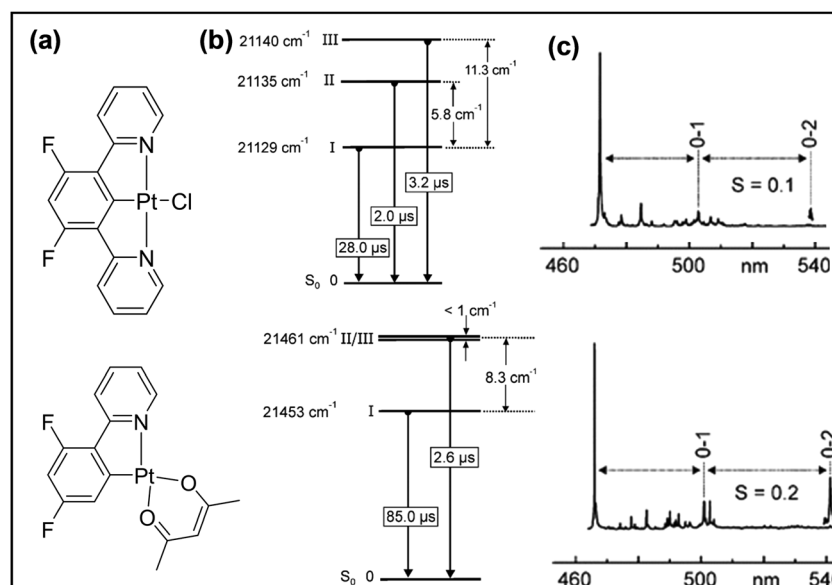 (a)
N
Pt
Cl
F
F
N
(b)
21140 cm⁻¹ III
21135 cm⁻¹ II
21129 cm⁻¹ I
11.3 cm⁻¹
5.8 cm⁻¹
3.2 µs
2.0 µs
28.0 µs
S₀ 0
(c)
0-1
0-2
S = 0.1
460 500 nm 540
N
Pt
O
O
F
F
< 1 cm⁻¹
21461 cm⁻¹ II/III
8.3 cm⁻¹
21453 cm⁻¹ I
2.6 µs
85.0 µs
S₀ 0
0-1
0-2
S = 0.2
460 500 nm 540